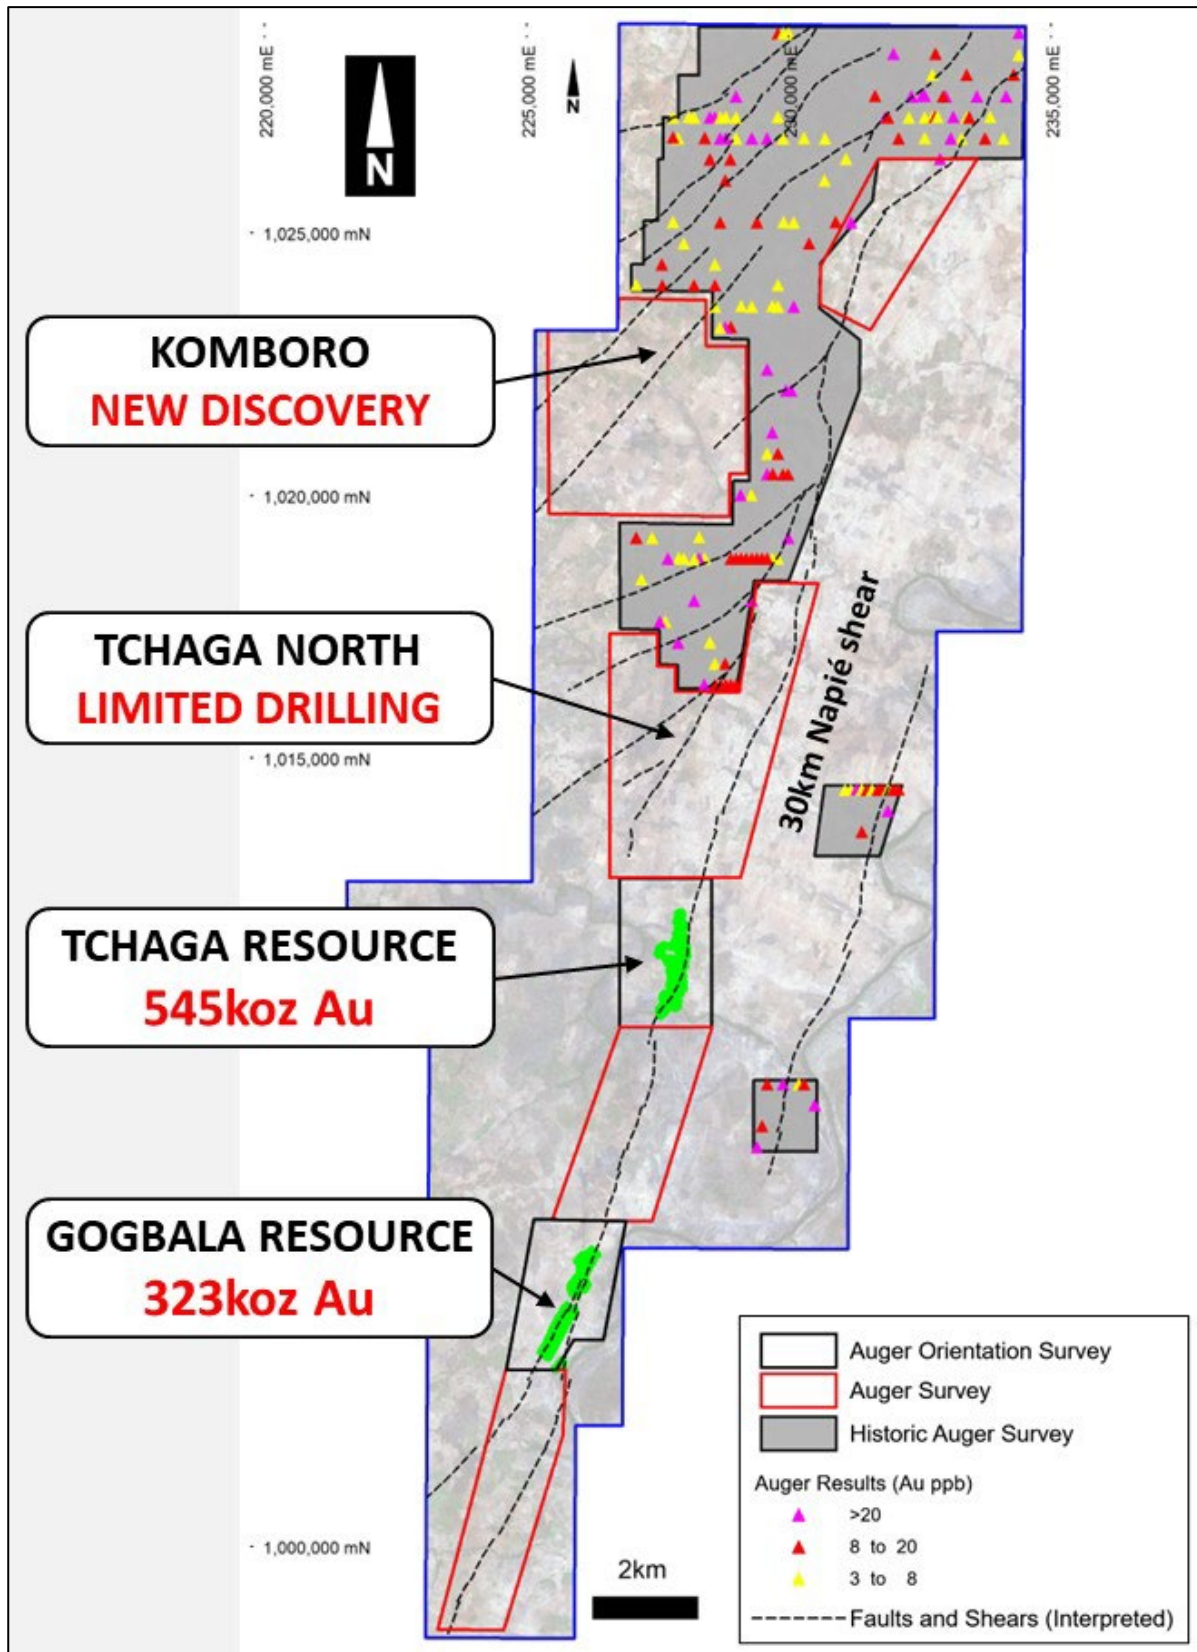 220,000 mE
225,000 mE
230,000 mE
235,000 mE
N
N
1,025,000 mN
KOMBORO
NEW DISCOVERY
1,020,000 mN
TCHAGA NORTH
LIMITED DRILLING
30km Napié shear
1,015,000 mN
TCHAGA RESOURCE
545koz Au
GOGBALA RESOURCE
323koz Au
1,000,000 mN
2km
Auger Orientation Survey
Auger Survey
Historic Auger Survey
Auger Results (Au ppb)
>20
8 to 20
3 to 8
Faults and Shears (Interpreted)